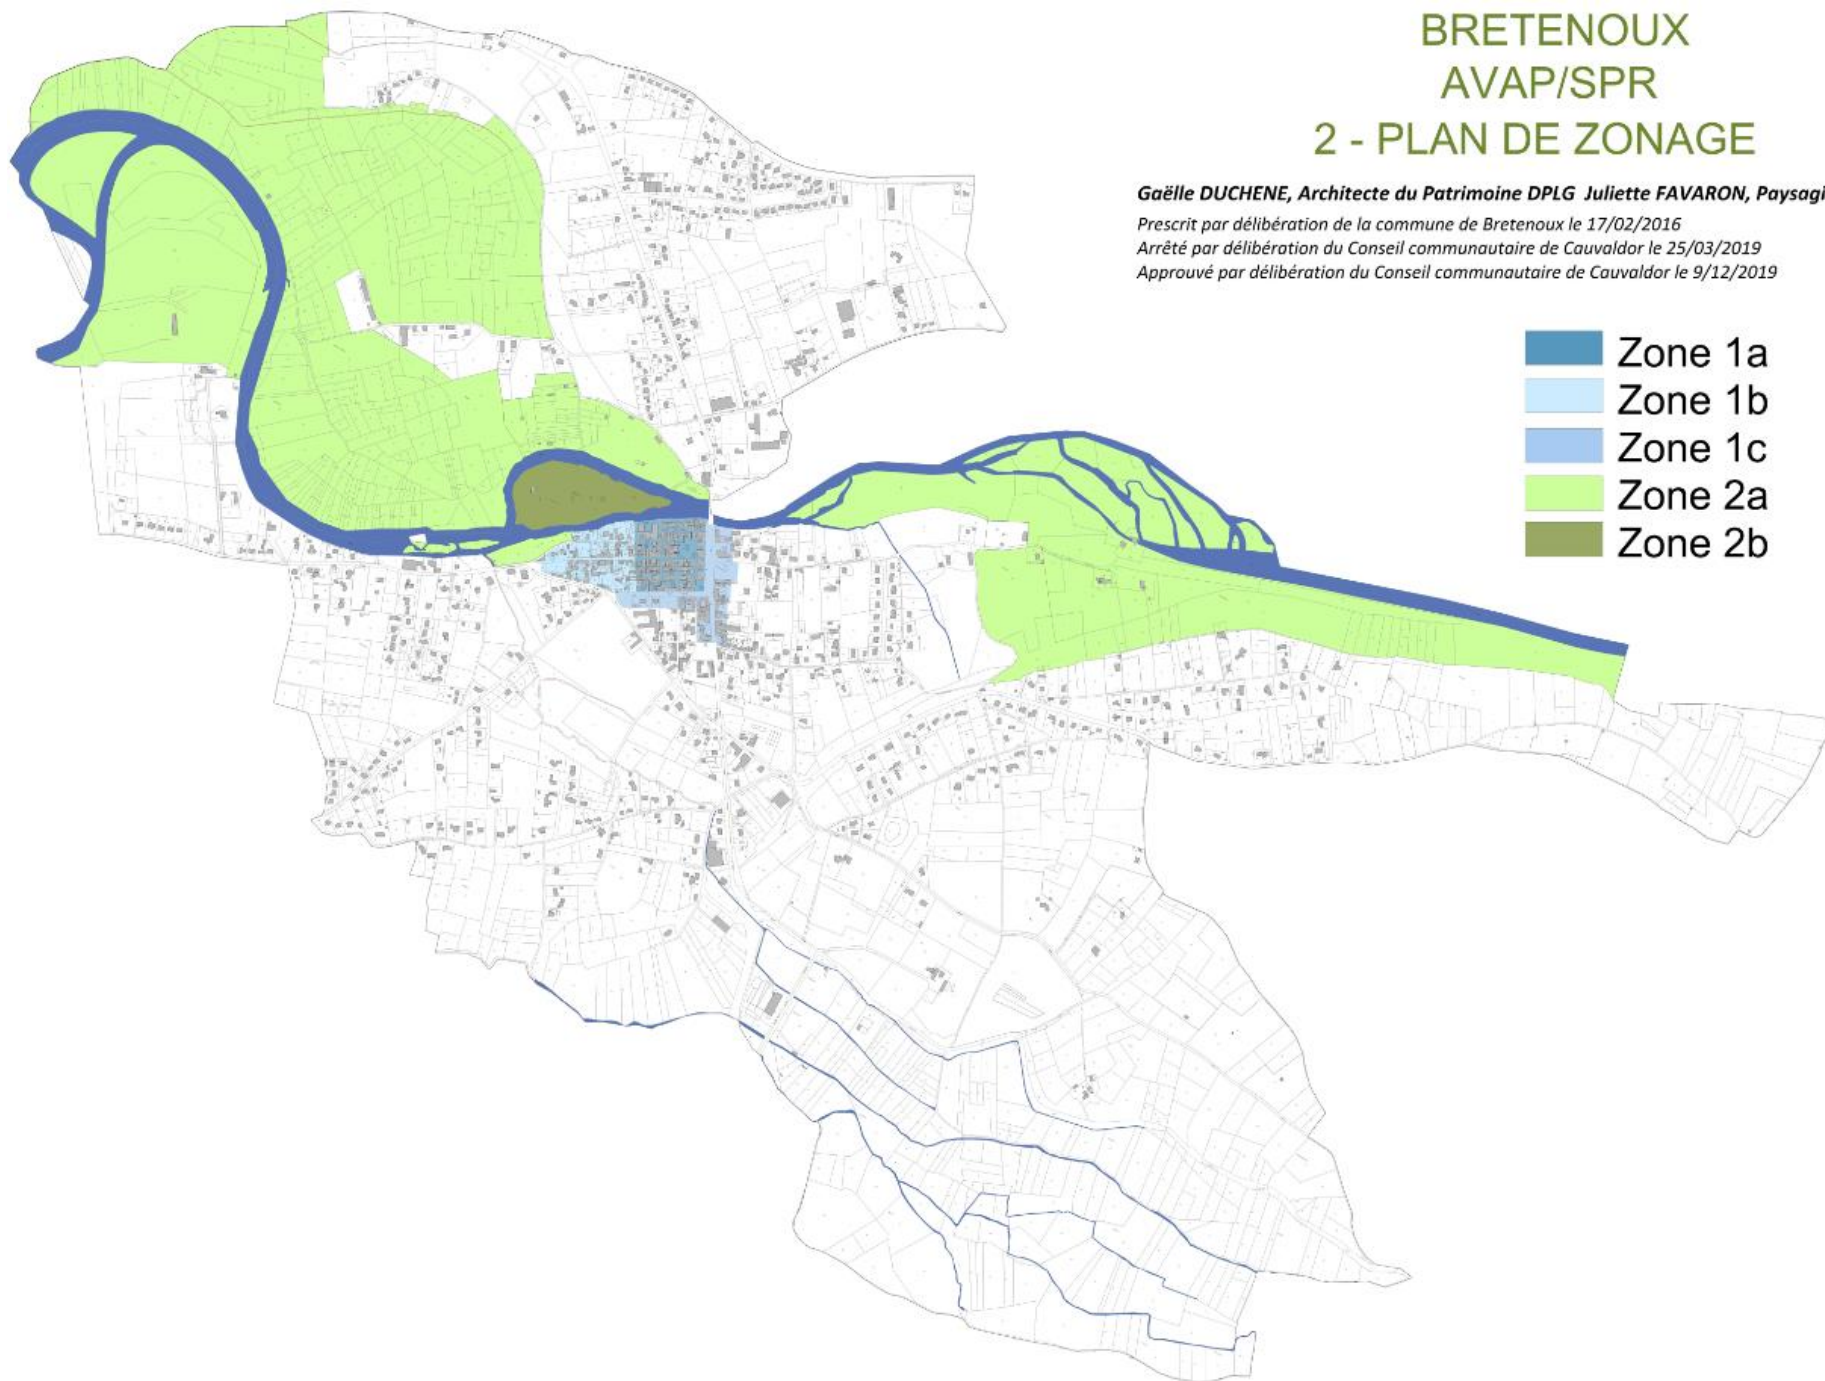 BRETENOUX
AVAP/SPR
2 - PLAN DE ZONAGE
Gaëlle DUCHENE, Architecte du Patrimoine DPLG Juliette FAVARON, Paysagi
Prescrit par délibération de la commune de Bretenoux le 17/02/2016
Arrêté par délibération du Conseil communautaire de Cauvaldor le 25/03/2019
Approuvé par délibération du Conseil communautaire de Cauvaldor le 9/12/2019
Zone 1a
Zone 1b
Zone 1c
Zone 2a
Zone 2b